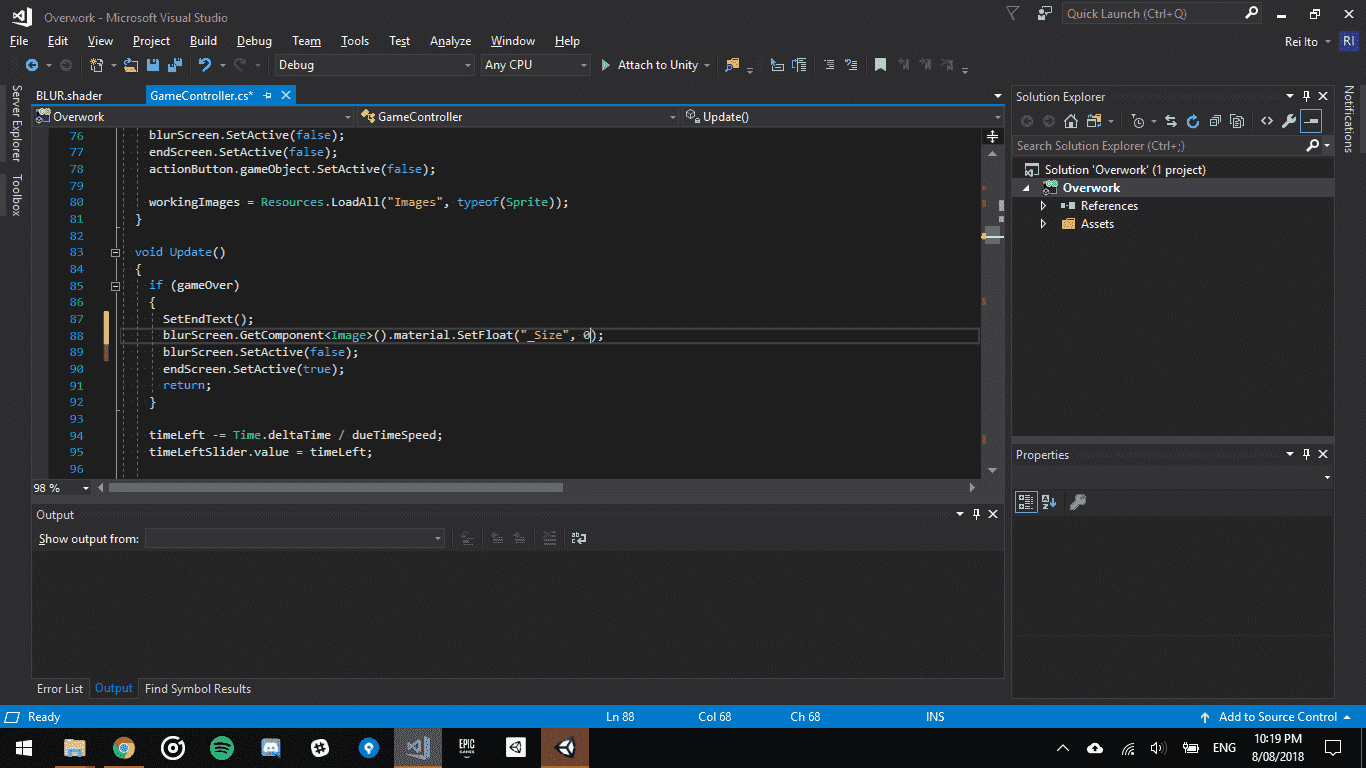 Overwork - Microsoft Visual Studio
Quick Launch (Ctrl+Q)
File Edit View Project Build Debug Team Tools Test Analyze Window Help
Rei Ito RI
Debug Any CPU Attach to Unity
Server Explorer
Toolbox
BLUR.shader GameController.cs*
Overwork GameController Update()
76 blurScreen.SetActive(false);
77 endScreen.SetActive(false);
78 actionButton.gameObject.SetActive(false);
79
80 workingImages = Resources.LoadAll("Images", typeof(Sprite));
81 }
82
83 void Update()
84 {
85 if (gameOver)
86 {
87 SetEndText();
88 blurScreen.GetComponent<Image>().material.SetFloat("_Size", 0);
89 blurScreen.SetActive(false);
90 endScreen.SetActive(true);
91 return;
92 }
93
94 timeLeft -= Time.deltaTime / dueTimeSpeed;
95 timeLeftSlider.value = timeLeft;
96
98 %
Output
Show output from:
Error List Output Find Symbol Results
Solution Explorer
Search Solution Explorer (Ctrl+;)
Solution 'Overwork' (1 project)
Overwork
References
Assets
Properties
Notifications
Ready Ln 88 Col 68 Ch 68 INS Add to Source Control
EPIC GAMES
ENG
10:19 PM
8/08/2018